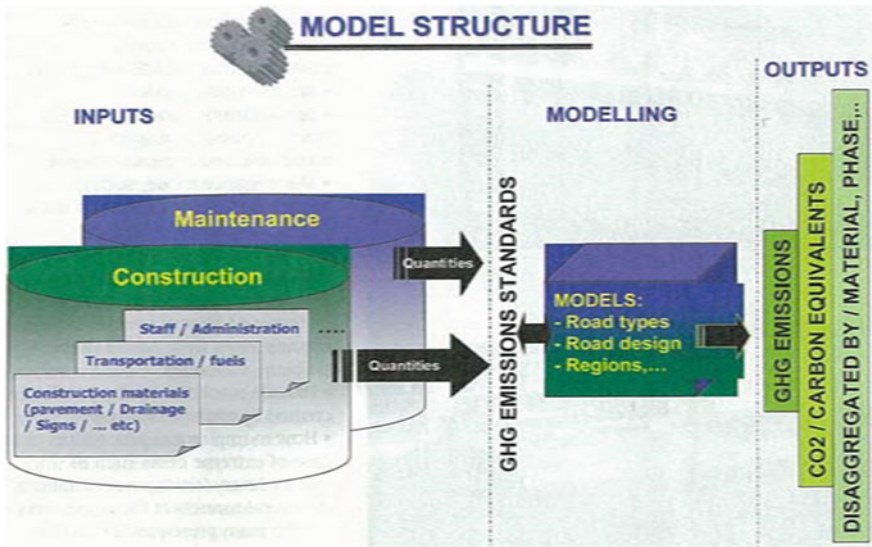 MODEL STRUCTURE
INPUTS
MODELLING
OUTPUTS
Maintenance
Construction
Staff / Administration ....
Transportation / fuels
Construction materials
(pavement / Drainage
/ Signs / ... etc)
Quantities
Quantities
GHG EMISSIONS STANDARDS
MODELS:
- Road types
- Road design
- Regions,...
GHG EMISSIONS
CO2 / CARBON EQUIVALENTS
DISAGGREGATED BY / MATERIAL, PHASE,..